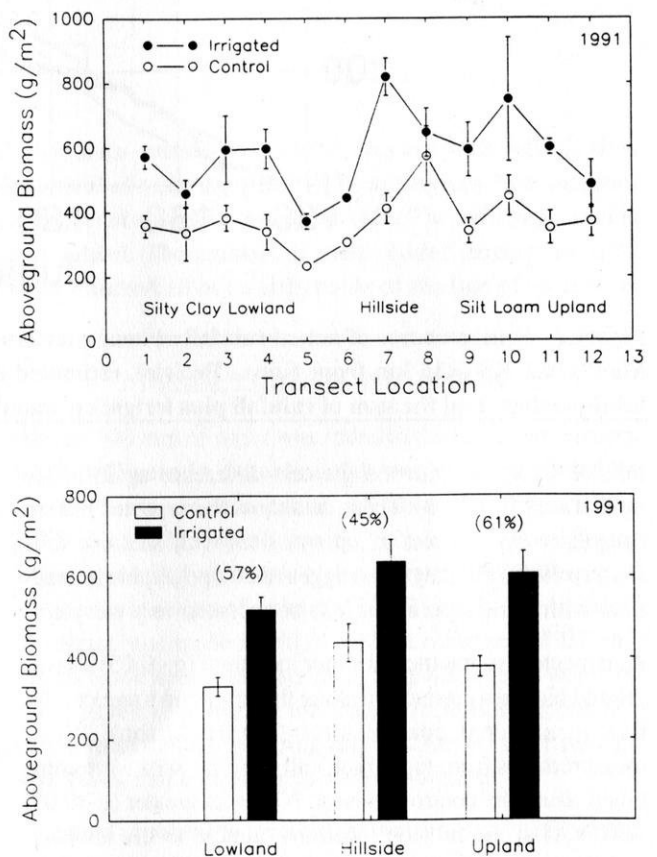 1000
1991
Irrigated
Control
800
600
400
200
0
Aboveground Biomass (g/m²)
Silty Clay Lowland
Hillside
Silt Loam Upland
0 1 2 3 4 5 6 7 8 9 10 11 12 13
Transect Location
800
Control
Irrigated
1991
(57%)
(45%)
(61%)
600
400
200
0
Aboveground Biomass (g/m²)
Lowland
Hillside
Upland